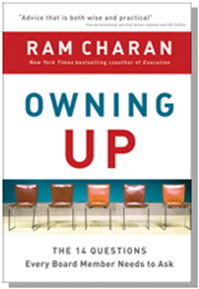 "Advice that is both wise and practical"
RAM CHARAN
New York Times bestselling coauthor of Execution
OWNING
UP
THE 14 QUESTIONS
Every Board Member Needs to Ask